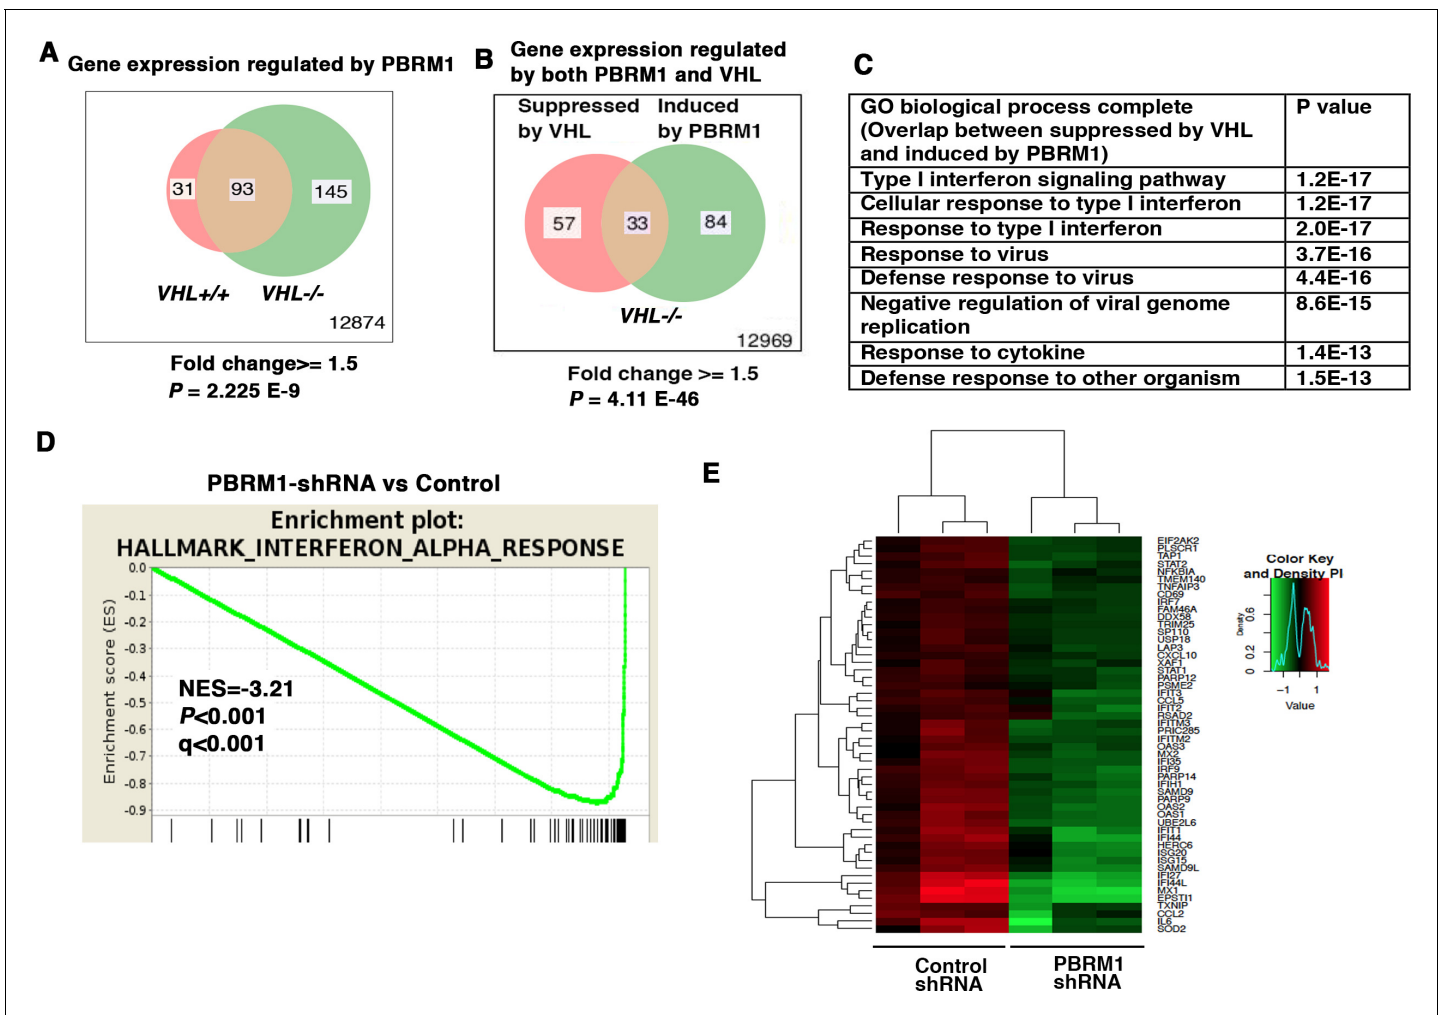 A
Gene expression regulated by PBRM1
31
93
145
VHL+/+
VHL-/-
12874
Fold change>= 1.5
P = 2.225 E-9
B
Gene expression regulated
by both PBRM1 and VHL
Suppressed
by VHL
Induced
by PBRM1
57
33
84
VHL-/-
12969
Fold change >= 1.5
P = 4.11 E-46
C
GO biological process complete
(Overlap between suppressed by VHL
and induced by PBRM1)
P value
Type I interferon signaling pathway
1.2E-17
Cellular response to type I interferon
1.2E-17
Response to type I interferon
2.0E-17
Response to virus
3.7E-16
Defense response to virus
4.4E-16
Negative regulation of viral genome
replication
8.6E-15
Response to cytokine
1.4E-13
Defense response to other organism
1.5E-13
D
PBRM1-shRNA vs Control
Enrichment plot:
HALLMARK_INTERFERON_ALPHA_RESPONSE
Enrichment score (ES)
0.0
-0.1
-0.2
-0.3
-0.4
-0.5
-0.6
-0.7
-0.8
-0.9
NES=-3.21
P<0.001
q<0.001
E
EIF2AK2
PLSCR1
TAP1
STAT2
NFKBIA
TMEM140
TNFAIP3
CD69
IRF7
FAM46A
DDX58
TRIM25
SP110
USP18
LAP3
CXCL10
XAF1
STAT1
PARP12
PSME2
IFIT3
CCL5
IFIT2
RSAD2
IFITM3
PRIC285
IFITM2
OAS3
MX2
IFI35
IRF9
PARP14
IFIH1
SAMD9
PARP9
OAS2
OAS1
UBE2L6
IFIT1
IFI44
HERC6
ISG20
ISG15
SAMD9L
IFI27
IFI44L
MX1
EPSTI1
TXNIP
CCL2
IL6
SOD2
Control
shRNA
PBRM1
shRNA
Color Key
and Density Pl
Density
0.6
0.2
0
−1
1
Value